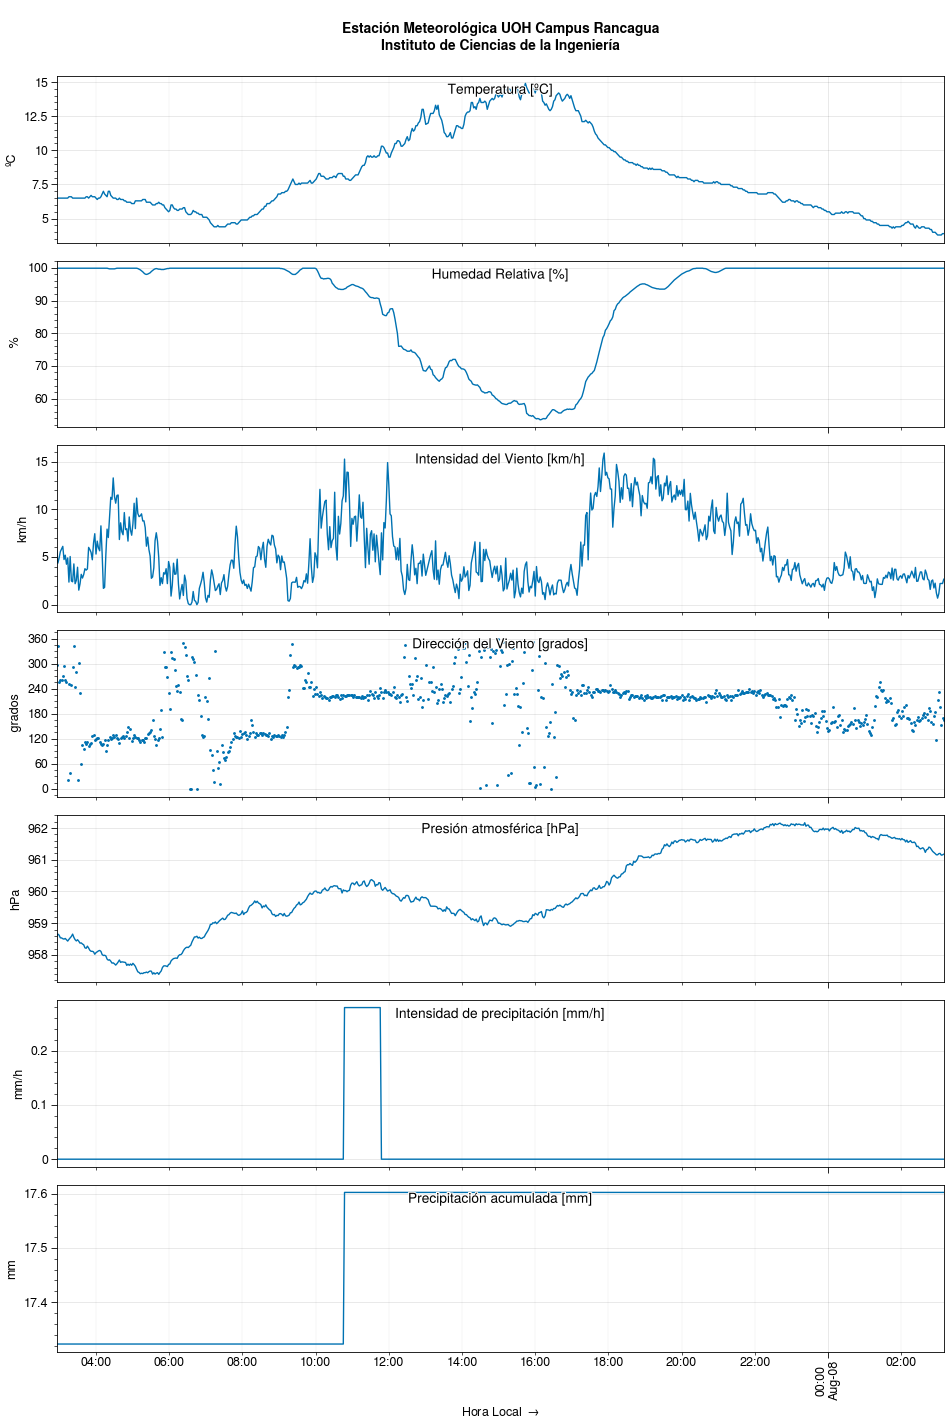 Estación Meteorológica UOH Campus Rancagua
Instituto de Ciencias de la Ingeniería
Temperatura [ºC]
ºC
15
12.5
10
7.5
5
Humedad Relativa [%]
%
100
90
80
70
60
Intensidad del Viento [km/h]
km/h
15
10
5
0
Dirección del Viento [grados]
grados
360
300
240
180
120
60
0
Presión atmosférica [hPa]
hPa
962
961
960
959
958
Intensidad de precipitación [mm/h]
mm/h
0.2
0.1
0
Precipitación acumulada [mm]
mm
17.6
17.5
17.4
04:00 06:00 08:00 10:00 12:00 14:00 16:00 18:00 20:00 22:00 00:00 02:00
Aug-08
Hora Local →